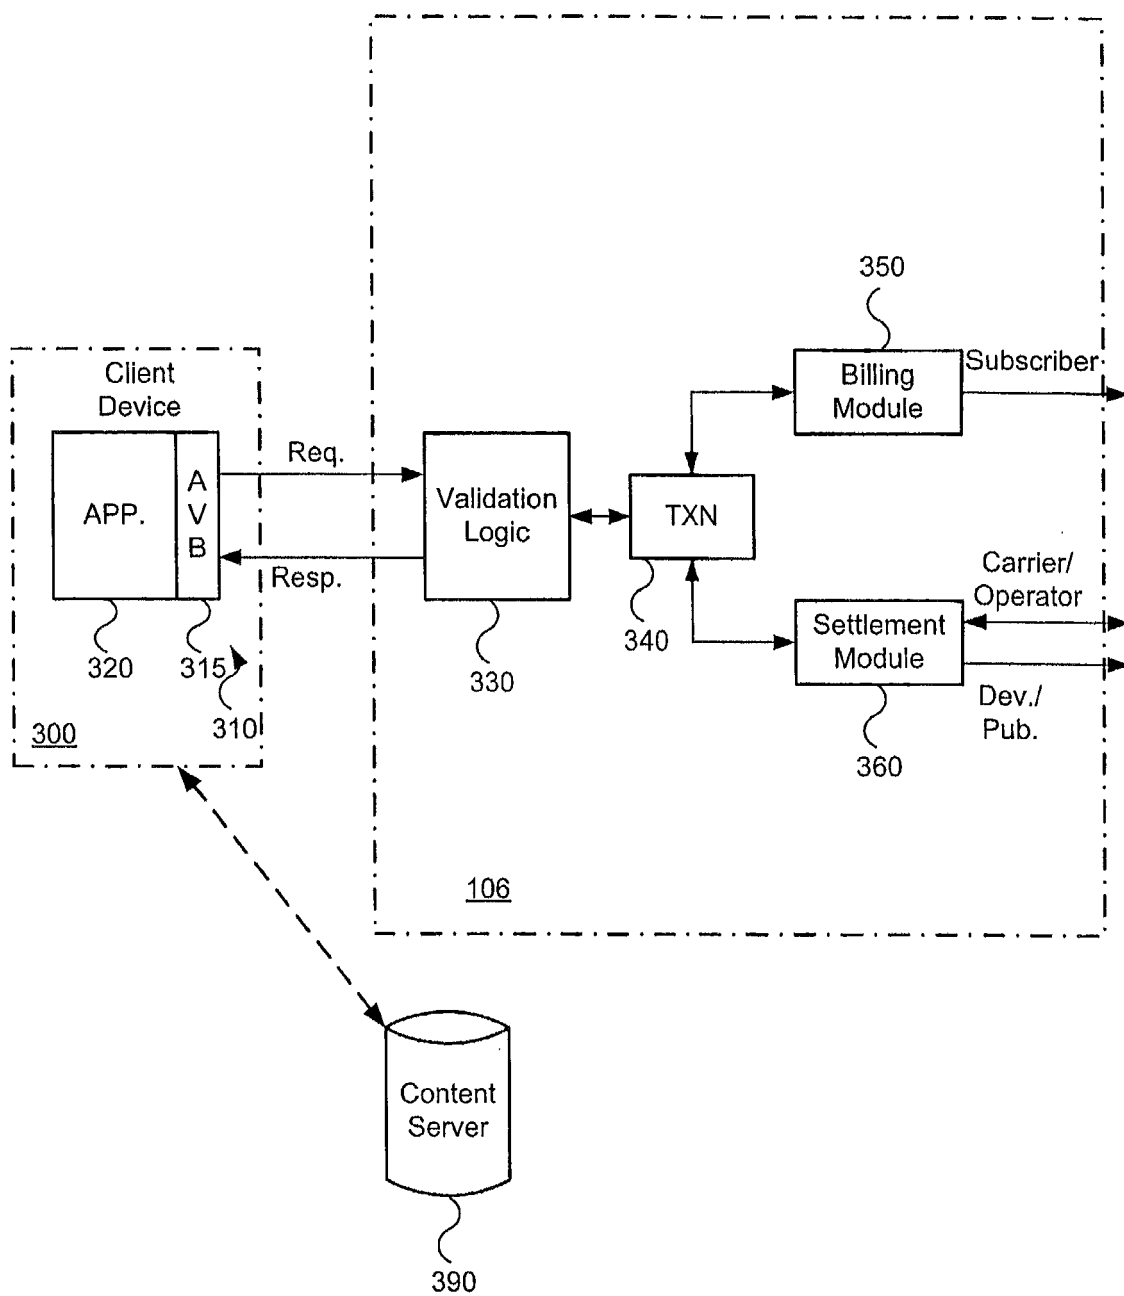 350
Subscriber
Billing
Module
Client
Device
Req.
A
V
B
APP.
Validation
Logic
TXN
Resp.
Carrier/
Operator
Settlement
Module
320
315
310
300
330
340
Dev./
Pub.
360
106
Content
Server
390